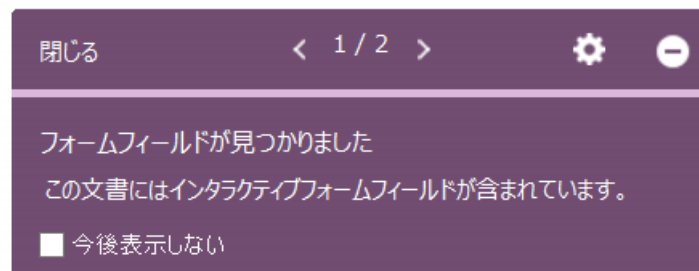 閉じる < 1 / 2 >
フォームフィールドが見つかりました
この文書にはインタラクティブフォームフィールドが含まれています。
今後表示しない